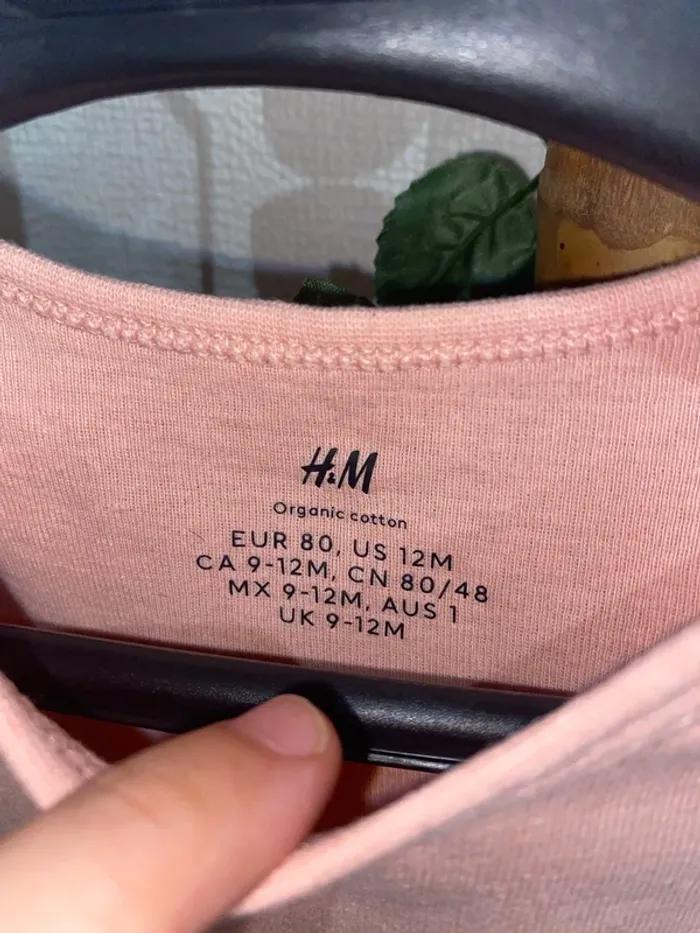 H&M
Organic cotton
EUR 80, US 12M
CA 9-12M, CN 80/48
MX 9-12M, AUS 1
UK 9-12M